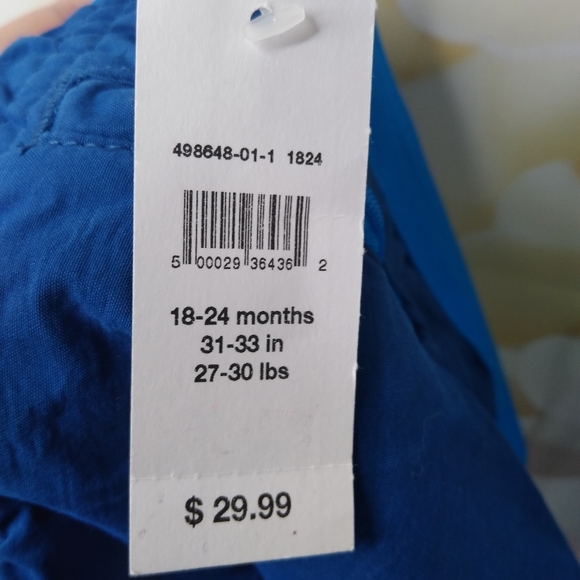 498648-01-1 1824
5 00029 36436 2
18-24 months
31-33 in
27-30 lbs
$ 29.99